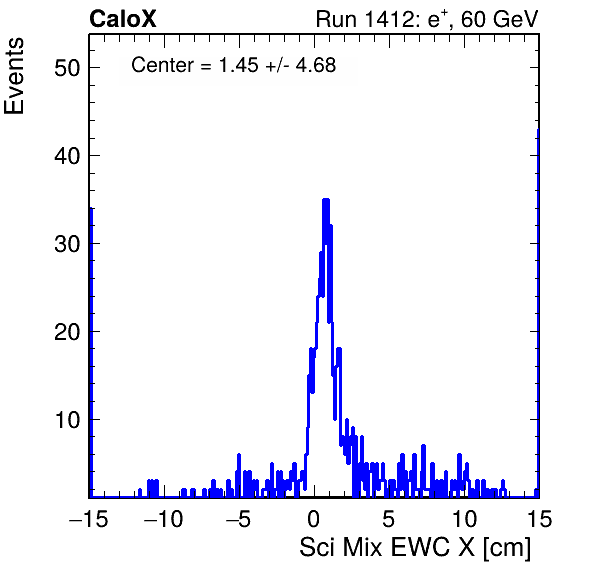 CaloX Run 1412: e⁺, 60 GeV
Events
Center = 1.45 +/- 4.68
50
40
30
20
10
−15 −10 −5 0 5 10 15
Sci Mix EWC X [cm]